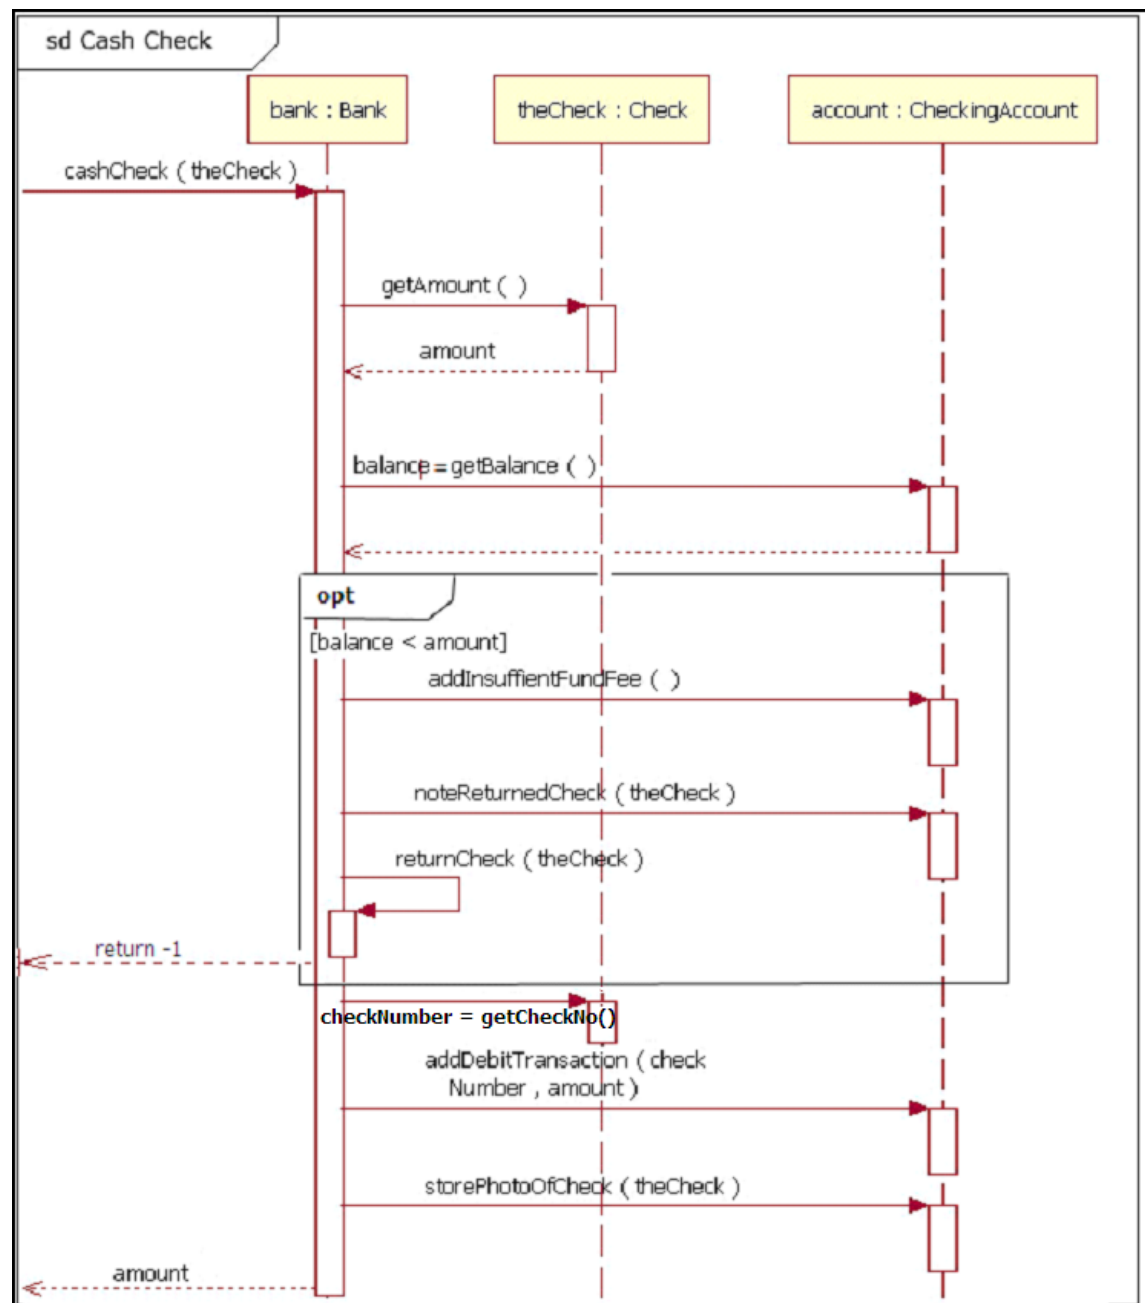 sd Cash Check
bank : Bank
theCheck : Check
account : CheckingAccount
cashCheck ( theCheck )
getAmount ( )
amount
balance = getBalance ( )
opt
[balance < amount]
addInsuffientFundFee ( )
noteReturnedCheck ( theCheck )
returnCheck ( theCheck )
return -1
checkNumber = getCheckNo()
addDebitTransaction ( check
Number , amount )
storePhotoOfCheck ( theCheck )
amount